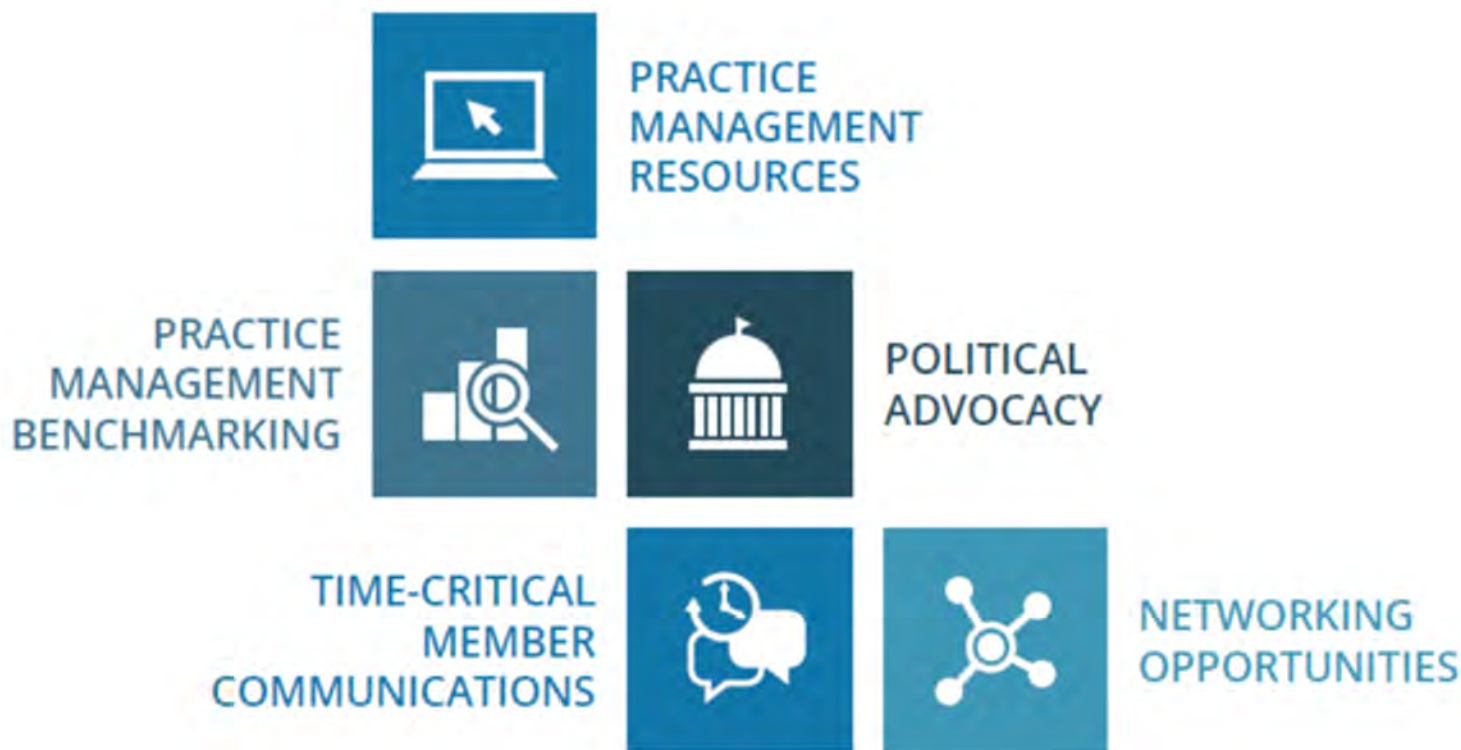 PRACTICE
MANAGEMENT
RESOURCES
PRACTICE
MANAGEMENT
BENCHMARKING
POLITICAL
ADVOCACY
TIME-CRITICAL
MEMBER
COMMUNICATIONS
NETWORKING
OPPORTUNITIES